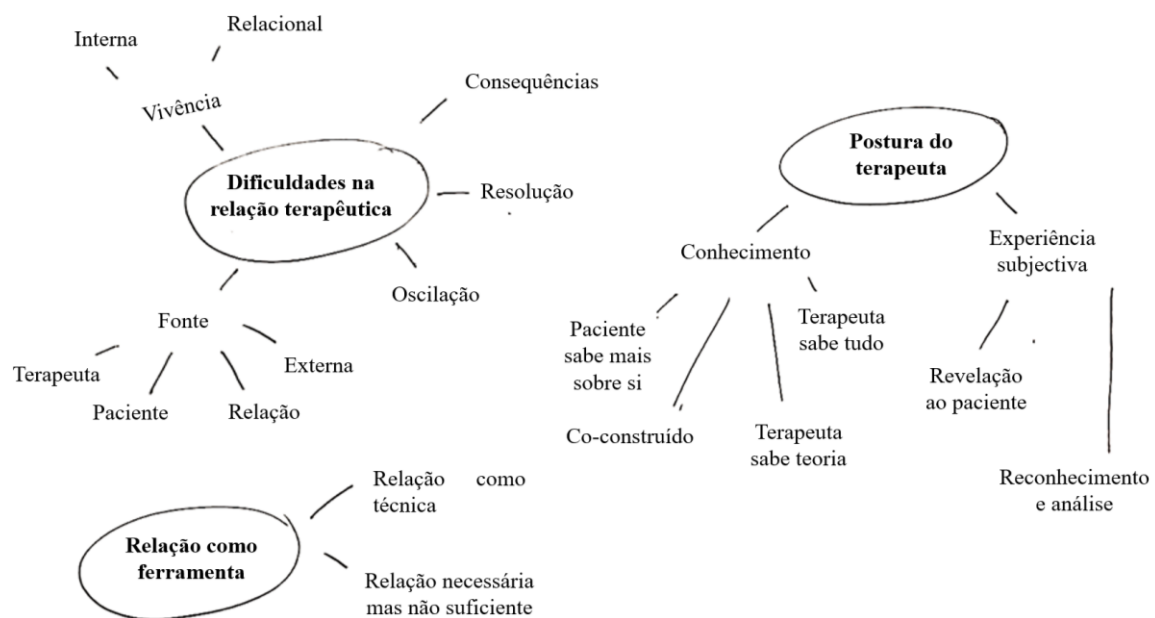 Relacional
Interna
Vivência
Consequências
Dificuldades na
relação terapêutica
Resolução
Oscilação
Fonte
Terapeuta
Externa
Paciente
Relação
Postura do
terapeuta
Conhecimento
Experiência
subjectiva
Paciente
sabe mais
sobre si
Terapeuta
sabe tudo
Revelação
ao paciente
Co-construído
Terapeuta
sabe teoria
Reconhecimento
e análise
Relação como
técnica
Relação como
ferramenta
Relação necessária
mas não suficiente